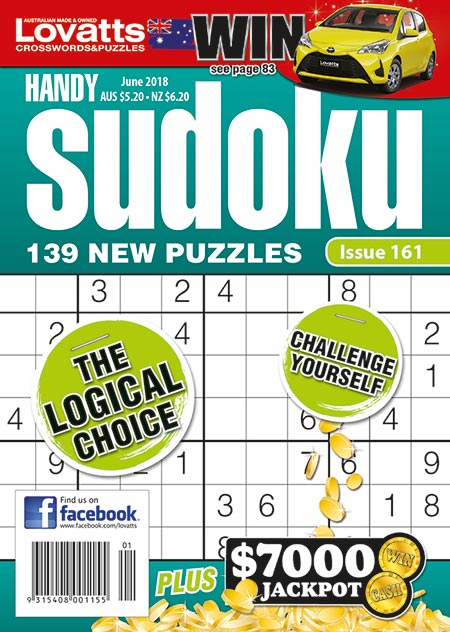 AUSTRALIAN MADE & OWNED
Lovatts
CROSSWORDS&PUZZLES
WIN
see page 83
Lovatts
HANDY
June 2018
AUS $5.20 • NZ $6.20
sudoku
139 NEW PUZZLES
Issue 161
3 2 4 8
2 4 2
1
4 6 4
9 2 1 7 6 9
3 6 1 8
8
THE
LOGICAL
CHOICE
CHALLENGE
YOURSELF
Find us on
facebook.
www.facebook.com/lovatts
01
9 315408 001155
PLUS
$7000
JACKPOT
WIN
CASH